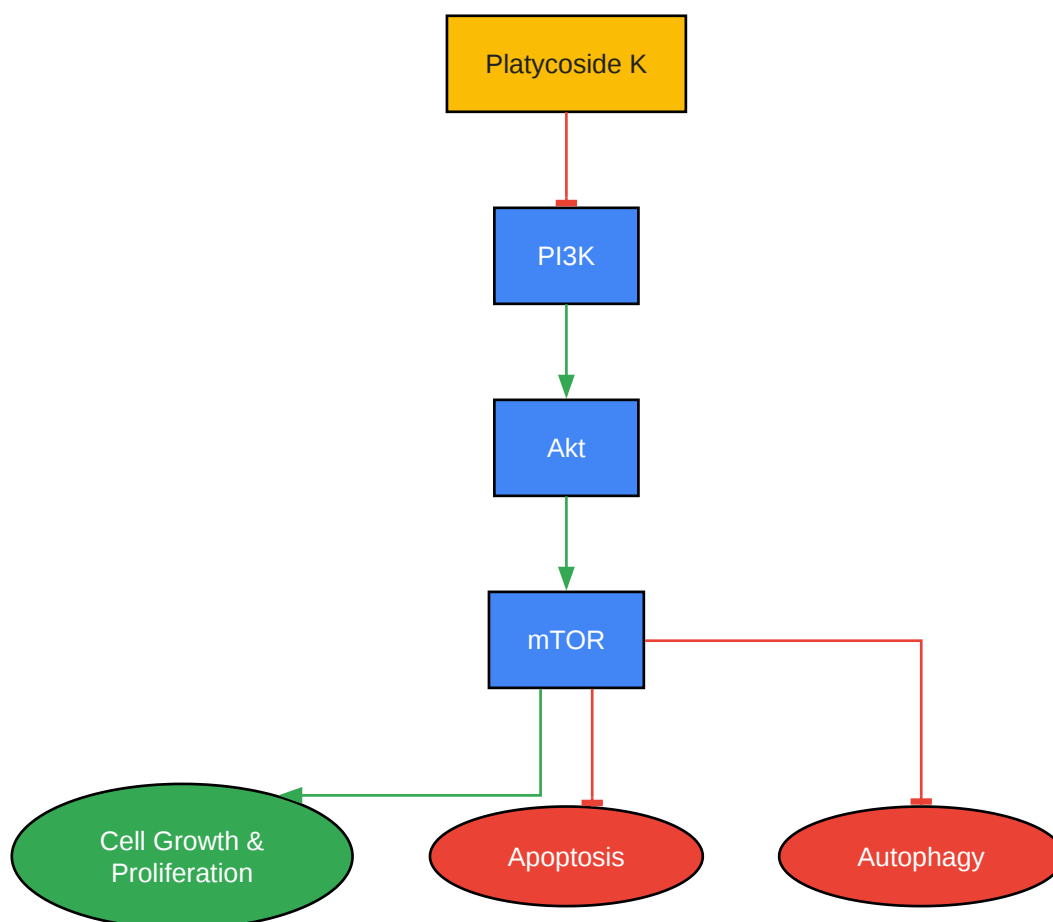 Platycoside K
PI3K
Akt
mTOR
Cell Growth &
Proliferation
Apoptosis
Autophagy